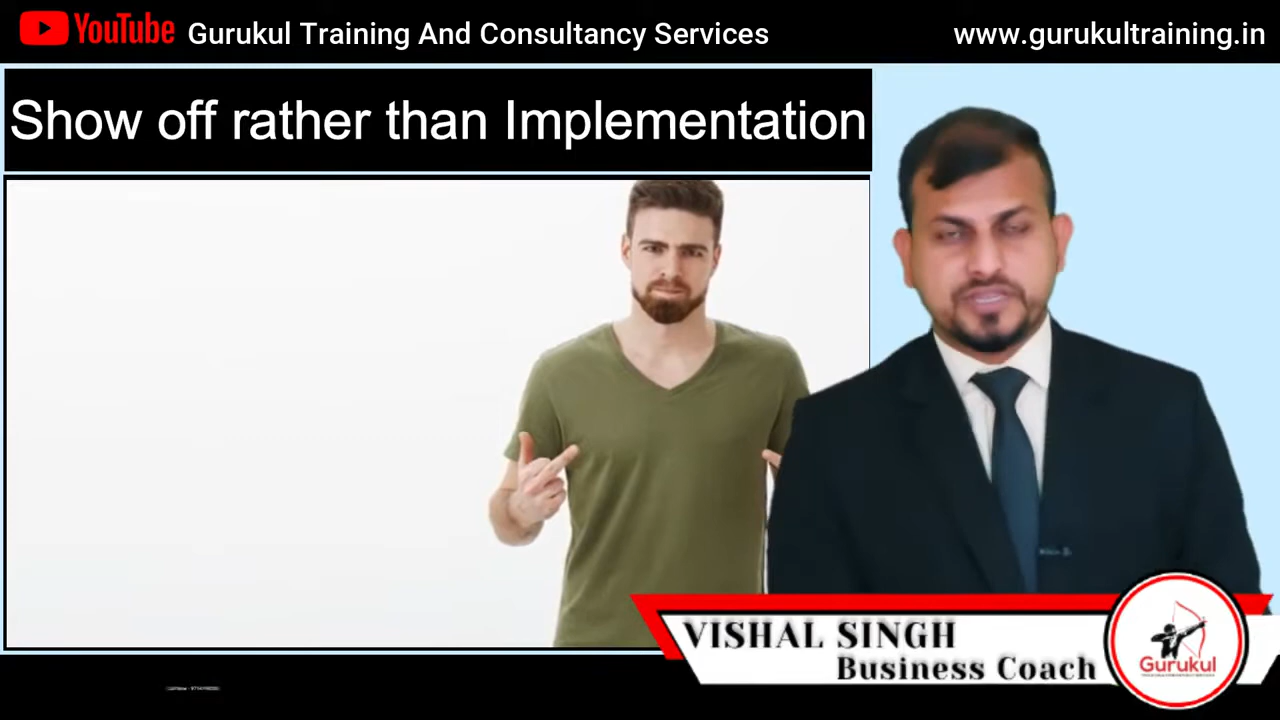 YouTube Gurukul Training And Consultancy Services www.gurukultraining.in
Show off rather than Implementation
VISHAL SINGH
Business Coach
Gurukul